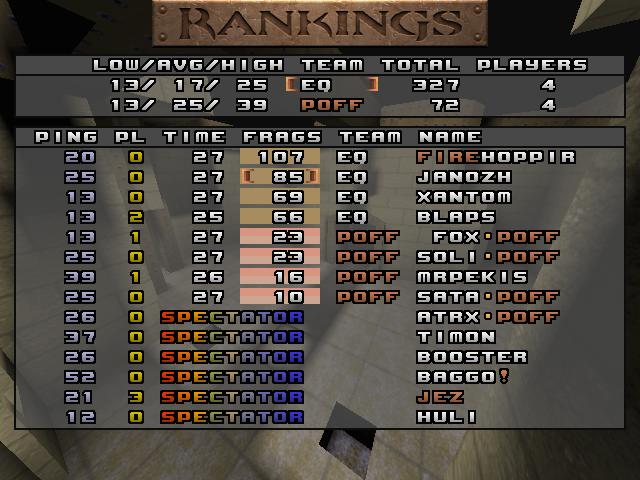 RANKINGS
LOW/AVG/HIGH TEAM TOTAL PLAYERS
13/ 17/ 25 [ EQ ] 327 4
13/ 25/ 39 POFF 72 4
PING PL TIME FRAGS TEAM NAME
20 0 27 107 EQ FIREHOPPIR
25 0 27 [ 85] EQ JANOZH
13 0 27 69 EQ XANTOM
13 2 25 66 EQ BLAPS
13 1 27 23 POFF FOX·POFF
25 0 27 23 POFF SOLI·POFF
39 1 26 16 POFF MRPEKIS
25 0 27 10 POFF SATA·POFF
26 0 SPECTATOR ATRX·POFF
37 0 SPECTATOR TIMON
26 0 SPECTATOR BOOSTER
52 0 SPECTATOR BAGGO!
21 3 SPECTATOR JEZ
12 0 SPECTATOR HULI